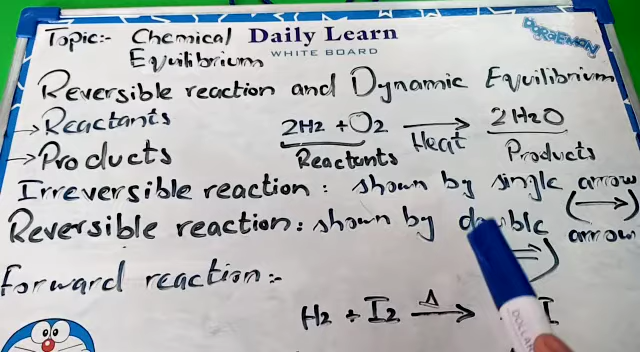 Topic:- Chemical Daily Learn DORAEMON
Equilibrium WHITE BOARD
Reversible reaction and Dynamic Equilibrium
→Reactants 2H2 + O2 → 2H2O
→Products Reactants Heat Products
Irreversible reaction: shown by single arrow (→)
Reversible reaction: shown by double arrow
Forward reaction:-
H2 + I2 Δ→ I
DOLLAR